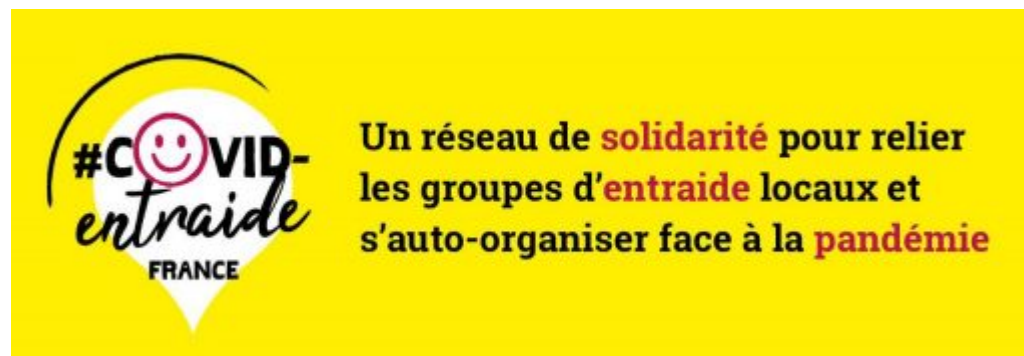 #COVID-
entraide
FRANCE
Un réseau de solidarité pour relier
les groupes d'entraide locaux et
s'auto-organiser face à la pandémie